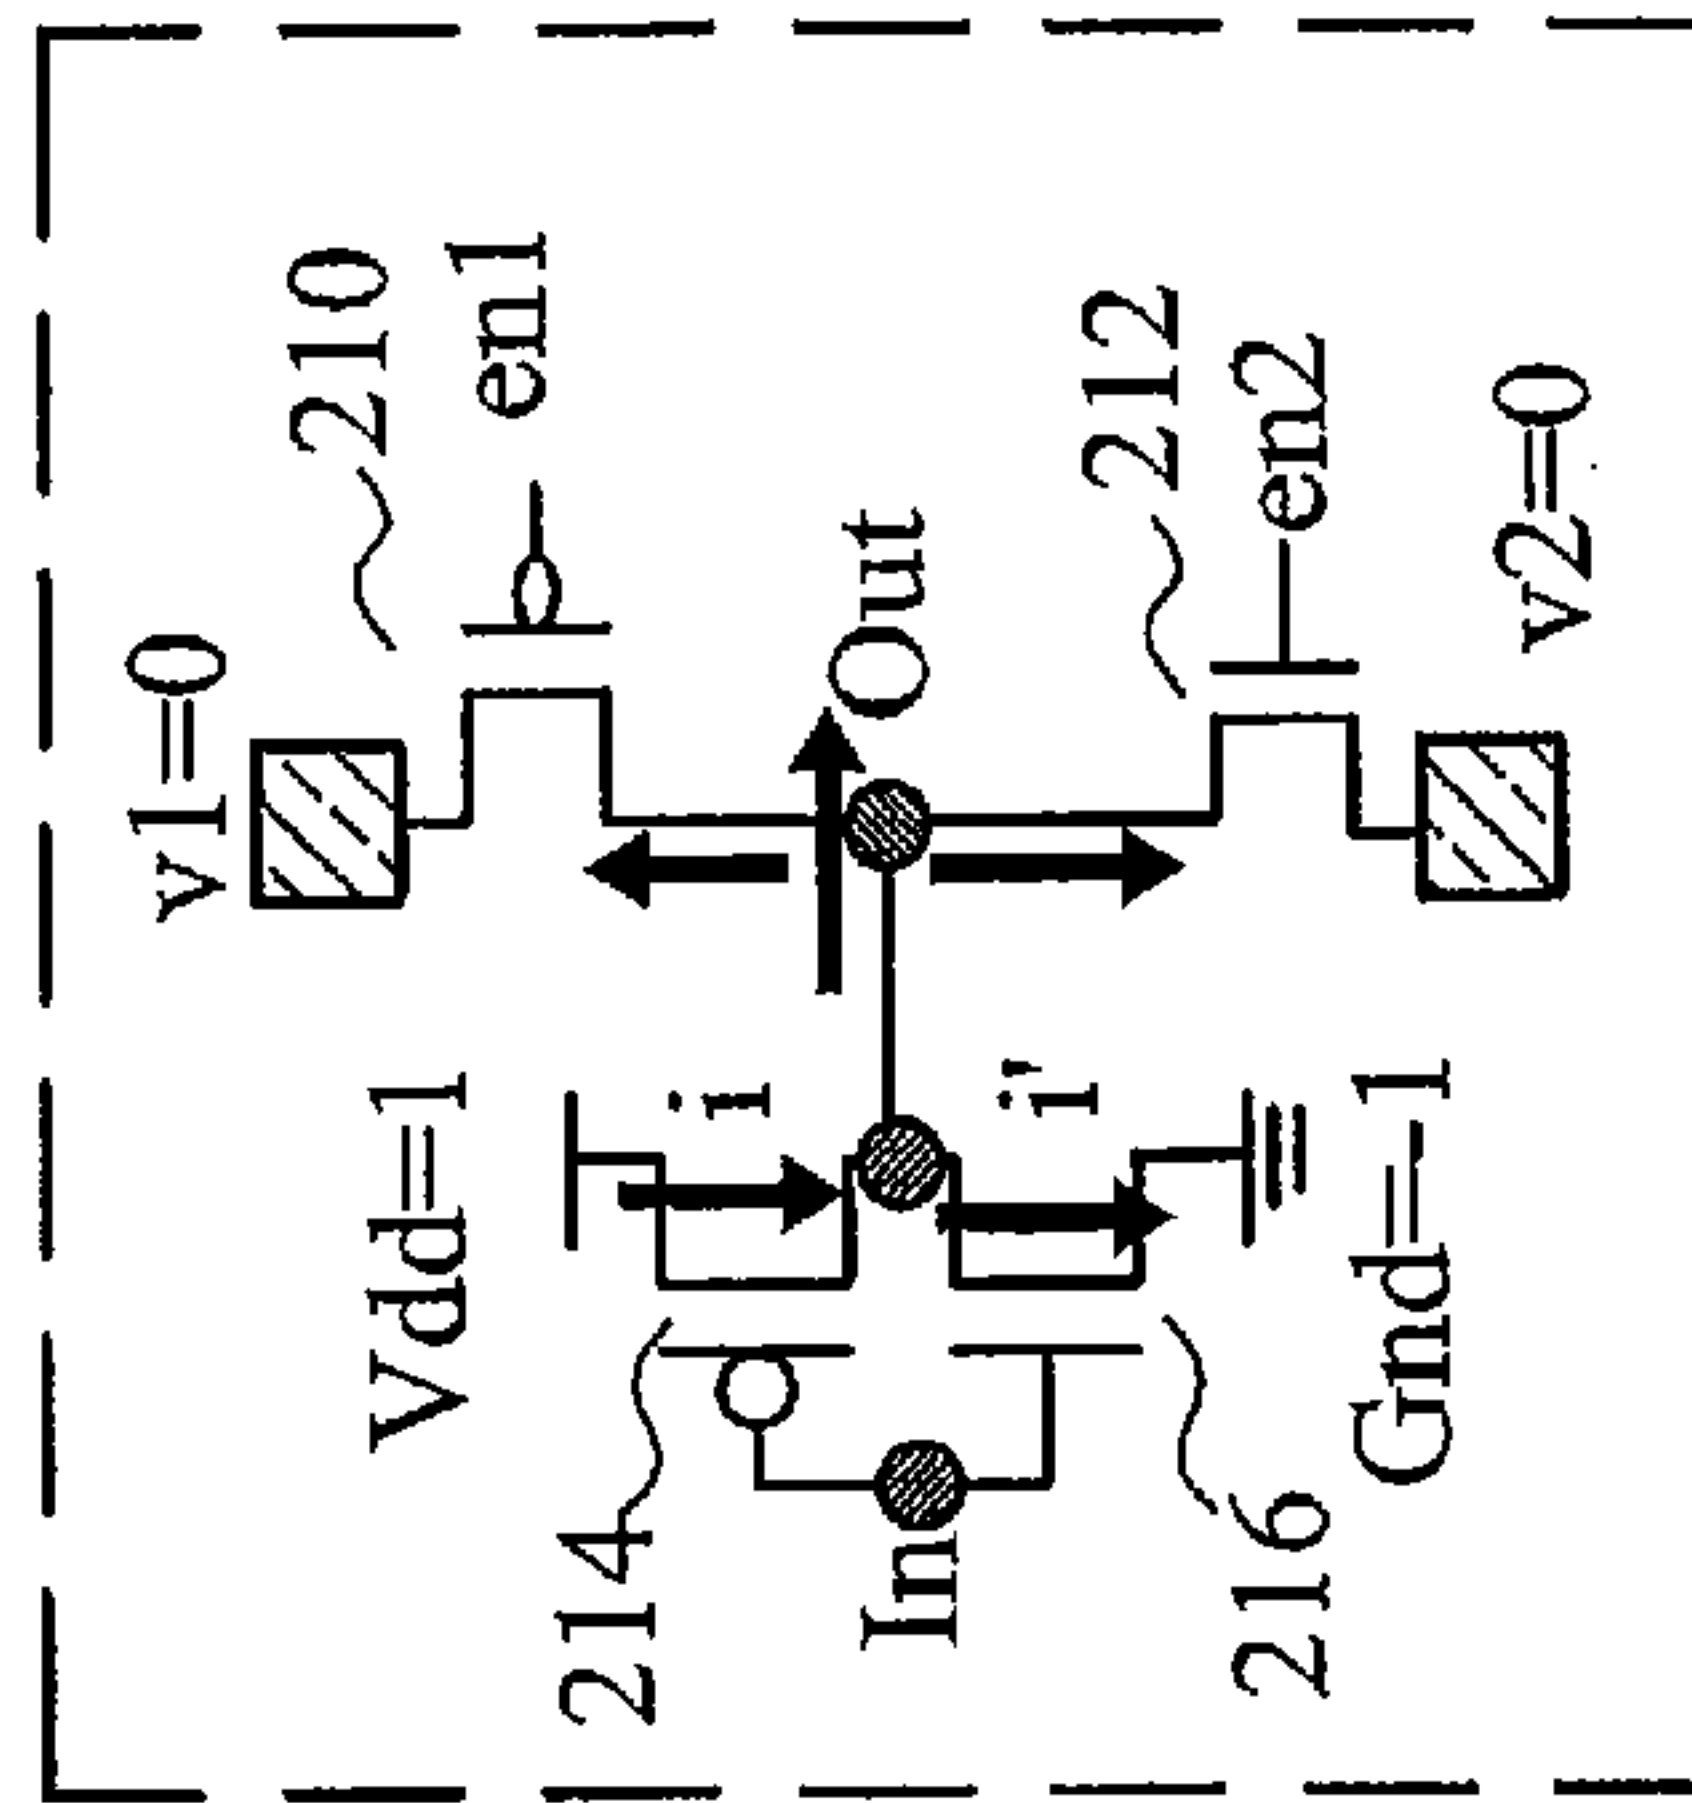 v1=0
210
Vdd=1
en1
214
i
Out
In
i'
212
216
en2
Gnd=-1
v2=0